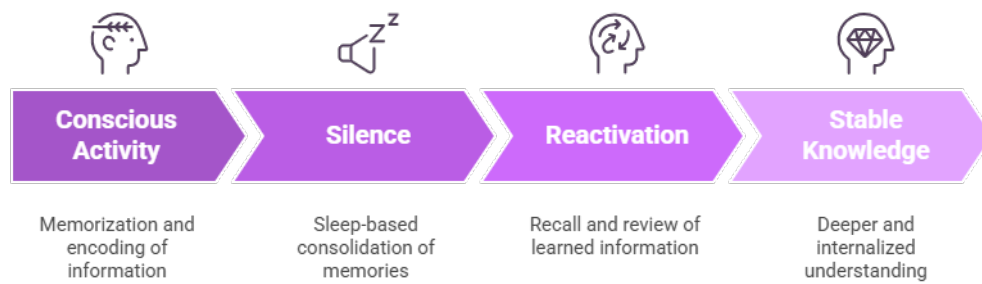 Z
Z
Conscious
Activity
Silence
Reactivation
Stable
Knowledge
Memorization and
encoding of
information
Sleep-based
consolidation of
memories
Recall and review of
learned information
Deeper and
internalized
understanding